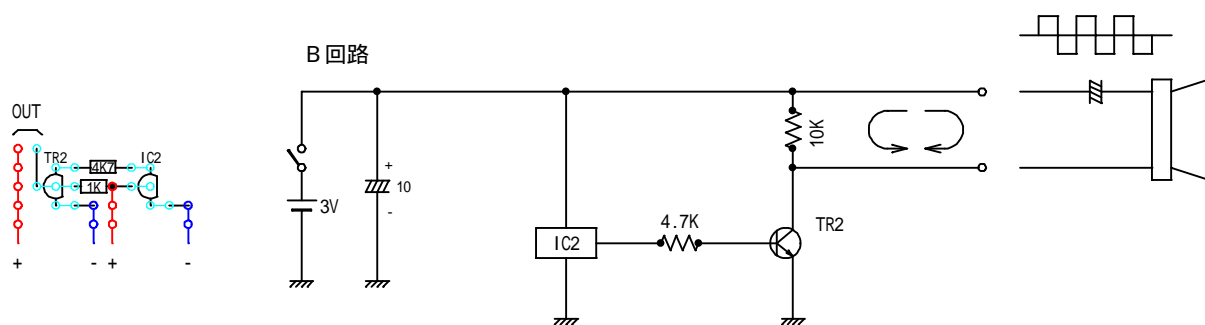 B 回路
OUT
TR2
IC2
4K7
1K
+
-
+
-
3V
+
10
-
IC2
4.7K
10K
TR2